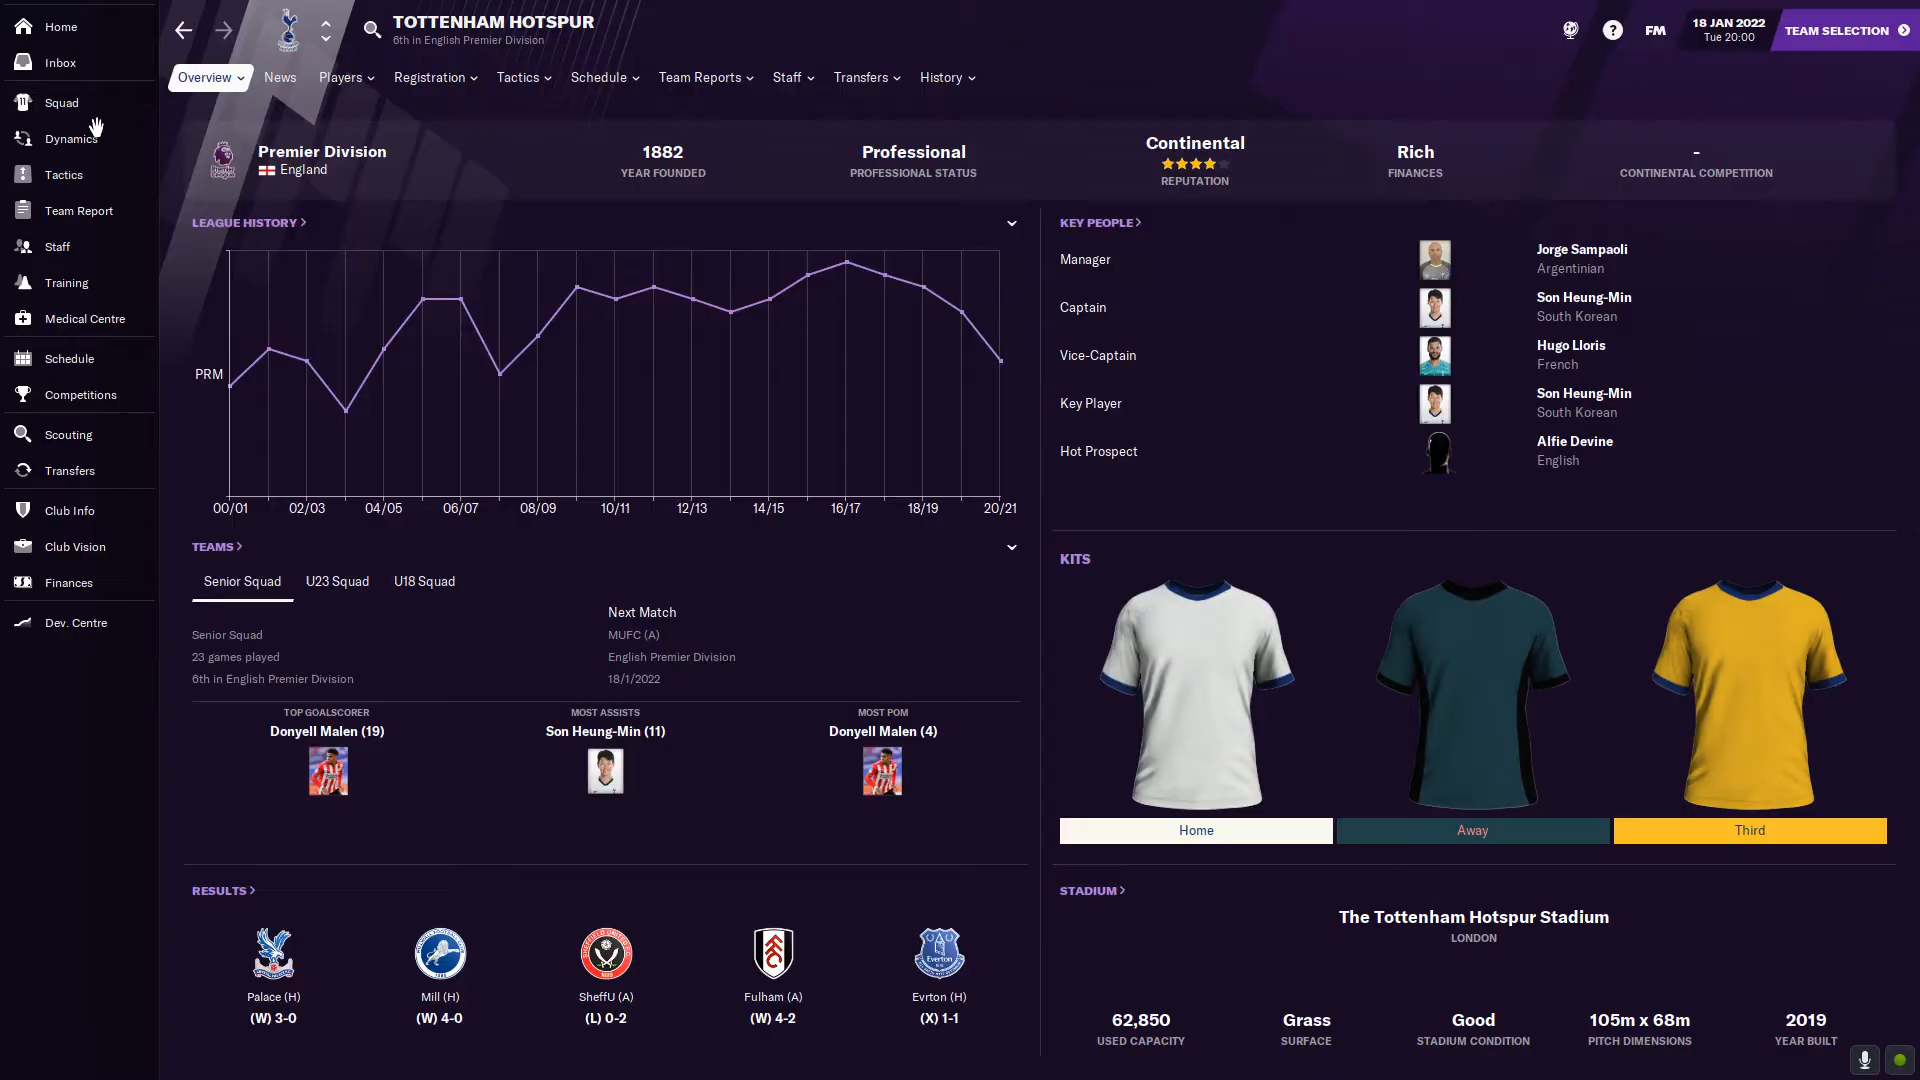 Home
Inbox
Squad
Dynamics
Tactics
Team Report
Staff
Training
Medical Centre
Schedule
Competitions
Scouting
Transfers
Club Info
Club Vision
Finances
Dev. Centre
TOTTENHAM HOTSPUR
6th in English Premier Division
FM
18 JAN 2022
Tue 20:00
TEAM SELECTION
Overview
News
Players
Registration
Tactics
Schedule
Team Reports
Staff
Transfers
History
Premier Division
England
1882
YEAR FOUNDED
Professional
PROFESSIONAL STATUS
Continental
REPUTATION
Rich
FINANCES
-
CONTINENTAL COMPETITION
LEAGUE HISTORY
PRM
00/01 02/03 04/05 06/07 08/09 10/11 12/13 14/15 16/17 18/19 20/21
TEAMS
Senior Squad
U23 Squad
U18 Squad
Senior Squad
23 games played
6th in English Premier Division
Next Match
MUFC (A)
English Premier Division
18/1/2022
TOP GOALSCORER
Donyell Malen (19)
MOST ASSISTS
Son Heung-Min (11)
MOST POM
Donyell Malen (4)
RESULTS
Palace (H)
(W) 3-0
Mill (H)
(W) 4-0
SheffU (A)
(L) 0-2
Fulham (A)
(W) 4-2
Everton
Evrton (H)
(X) 1-1
KEY PEOPLE
Manager
Jorge Sampaoli
Argentinian
Captain
Son Heung-Min
South Korean
Vice-Captain
Hugo Lloris
French
Key Player
Son Heung-Min
South Korean
Hot Prospect
Alfie Devine
English
KITS
Home
Away
Third
STADIUM
The Tottenham Hotspur Stadium
LONDON
62,850
USED CAPACITY
Grass
SURFACE
Good
STADIUM CONDITION
105m x 68m
PITCH DIMENSIONS
2019
YEAR BUILT